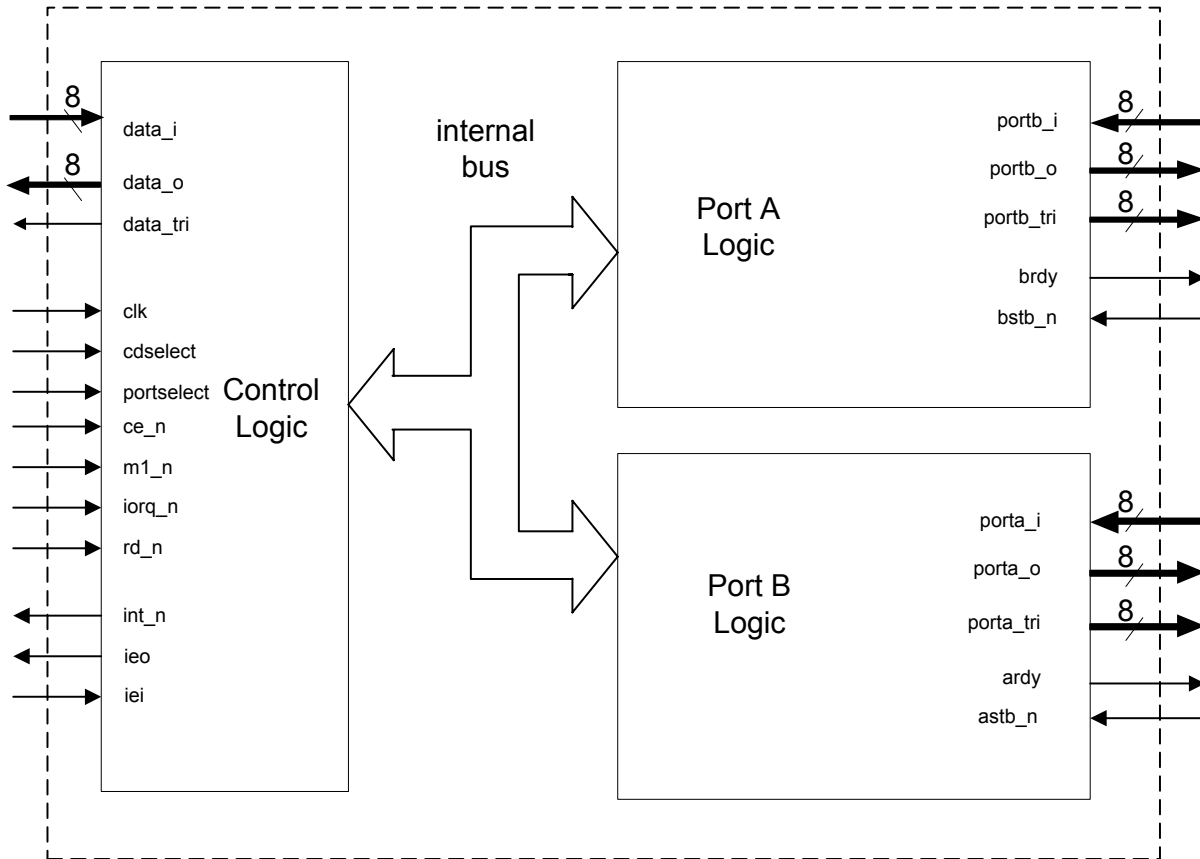 8
data_i
8
data_o
data_tri
clk
cdselect
portselect
ce_n
m1_n
iorq_n
rd_n
int_n
ieo
iei
Control
Logic
internal
bus
Port A
Logic
8
portb_i
8
portb_o
8
portb_tri
brdy
bstb_n
Port B
Logic
8
porta_i
8
porta_o
8
porta_tri
ardy
astb_n